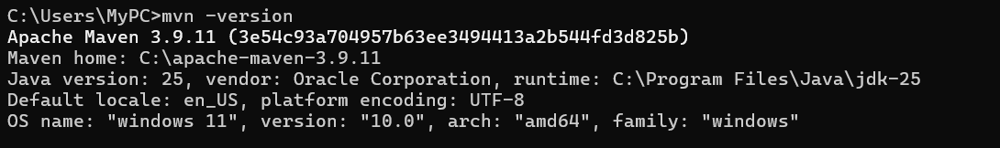 C:\Users\MyPC>mvn -version
Apache Maven 3.9.11 (3e54c93a704957b63ee3494413a2b544fd3d825b)
Maven home: C:\apache-maven-3.9.11
Java version: 25, vendor: Oracle Corporation, runtime: C:\Program Files\Java\jdk-25
Default locale: en_US, platform encoding: UTF-8
OS name: "windows 11", version: "10.0", arch: "amd64", family: "windows"